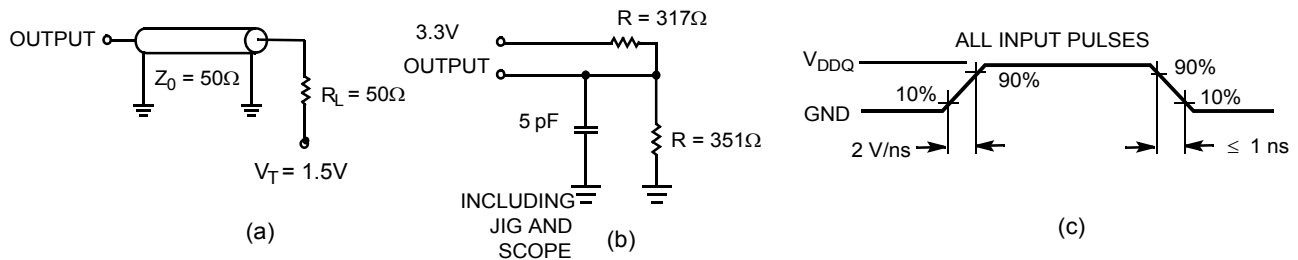 OUTPUT
Z0 = 50Ω
RL = 50Ω
VT = 1.5V
(a)
R = 317Ω
3.3V
OUTPUT
5 pF
R = 351Ω
INCLUDING
JIG AND
SCOPE
(b)
ALL INPUT PULSES
VDDQ
GND
10%
90%
90%
10%
2 V/ns
≤ 1 ns
(c)